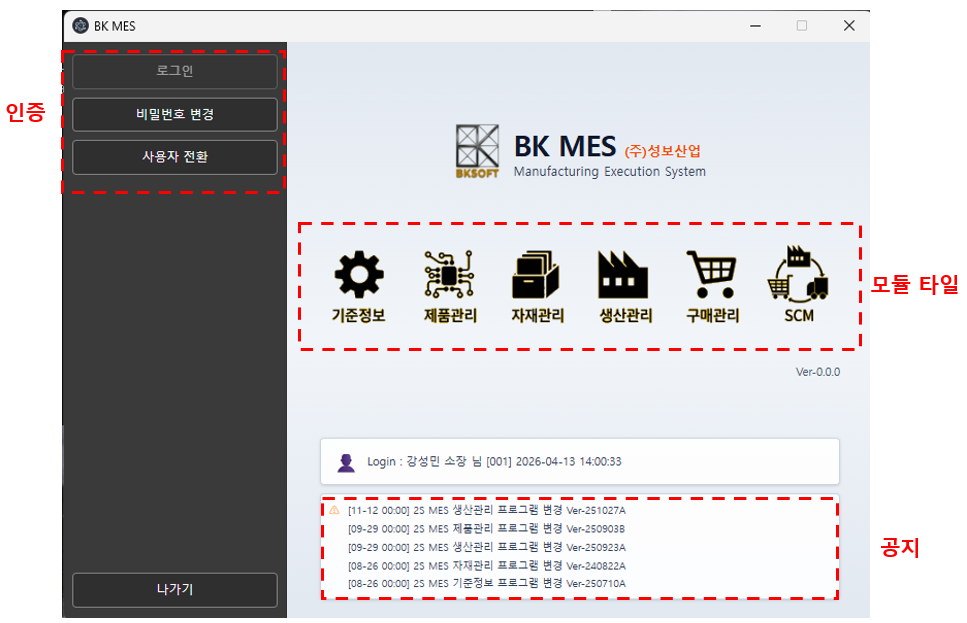 BK MES
로그인
인증
비밀번호 변경
사용자 전환
BKSOFT
BK MES (주)성보산업
Manufacturing Execution System
모듈 타일
기준정보 제품관리 자재관리 생산관리 구매관리 SCM
Ver-0.0.0
Login : 강성민 소장 님 [001] 2026-04-13 14:00:33
[11-12 00:00] 2S MES 생산관리 프로그램 변경 Ver-251027A
[09-29 00:00] 2S MES 제품관리 프로그램 변경 Ver-250903B
[09-29 00:00] 2S MES 생산관리 프로그램 변경 Ver-250923A
[08-26 00:00] 2S MES 자재관리 프로그램 변경 Ver-240822A
[08-26 00:00] 2S MES 기준정보 프로그램 변경 Ver-250710A
공지
나가기